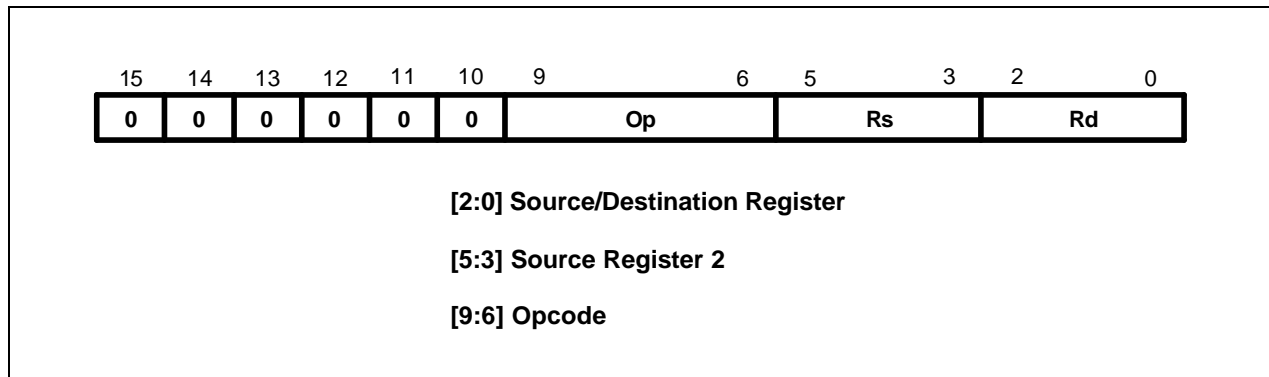 15 14 13 12 11 10 9 6 5 3 2 0
0 0 0 0 0 0 Op Rs Rd
[2:0] Source/Destination Register
[5:3] Source Register 2
[9:6] Opcode